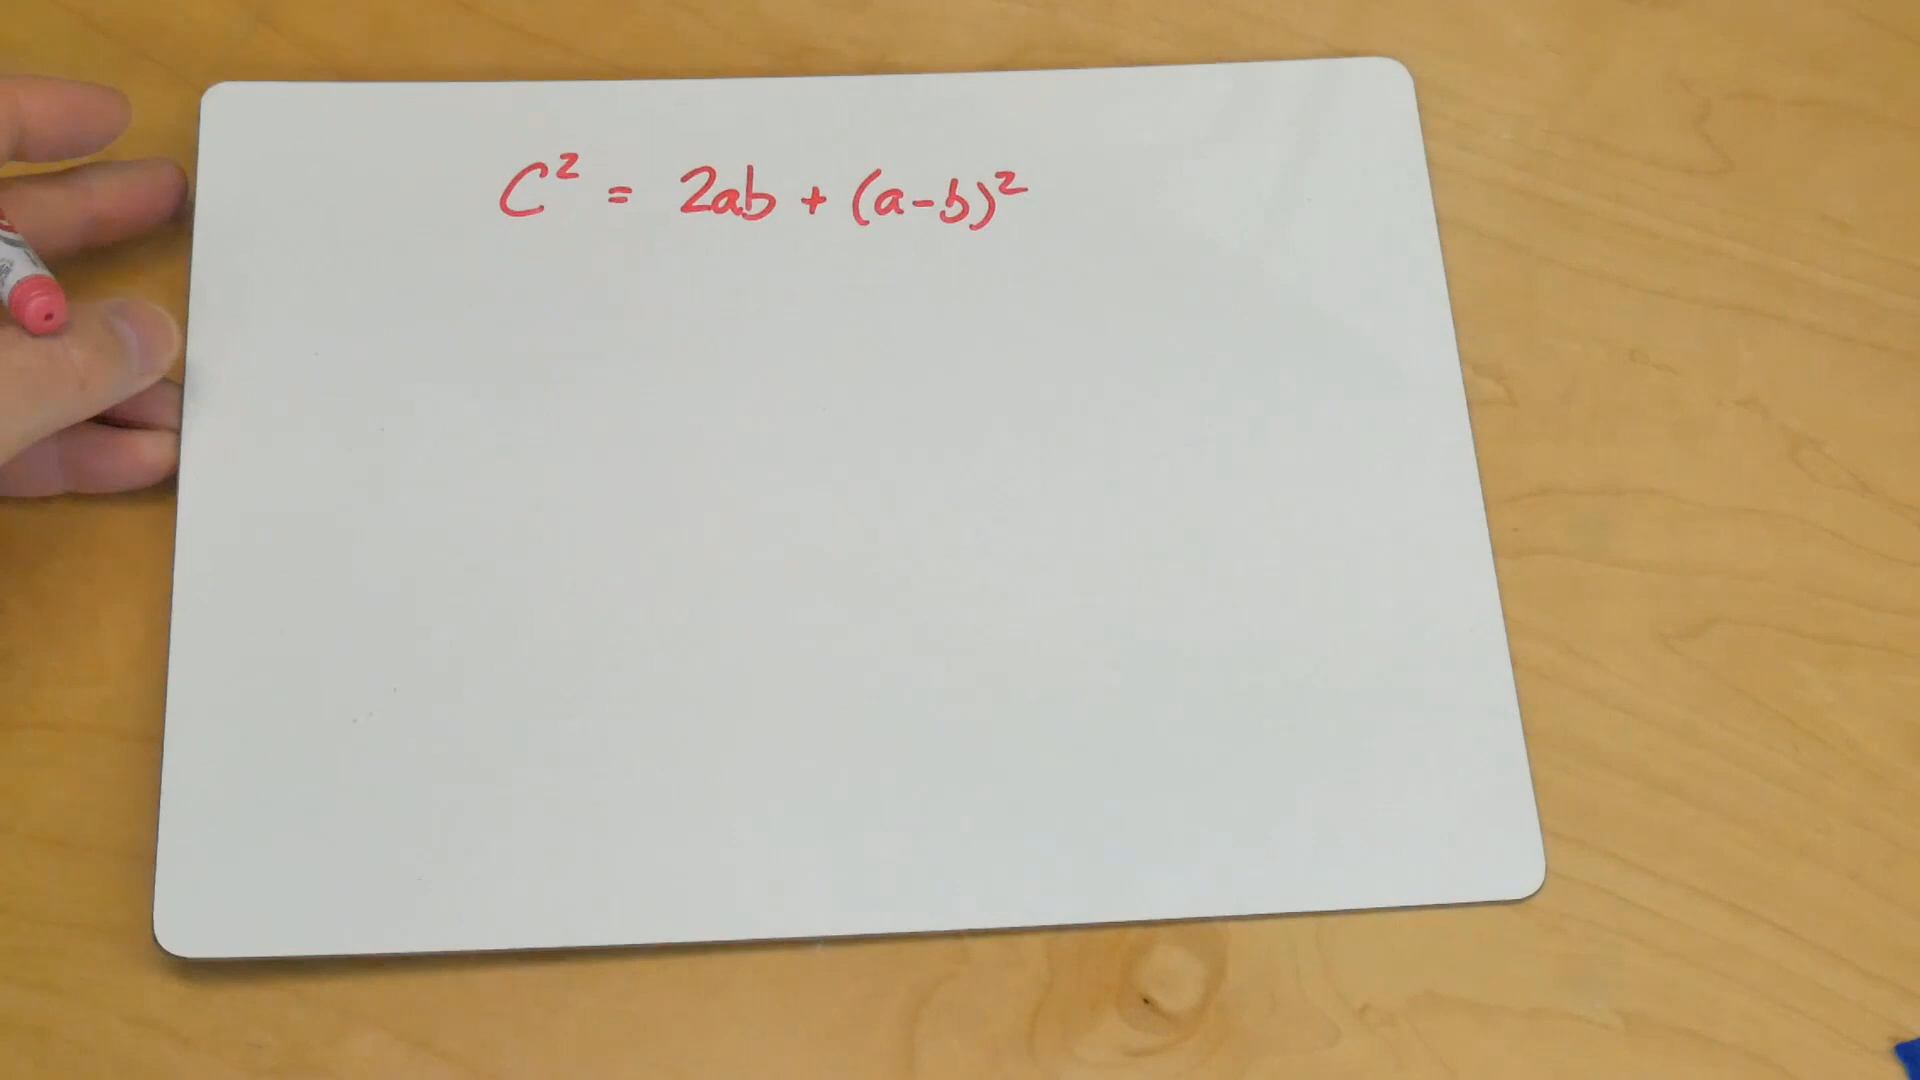 C² = 2ab + (a-b)²